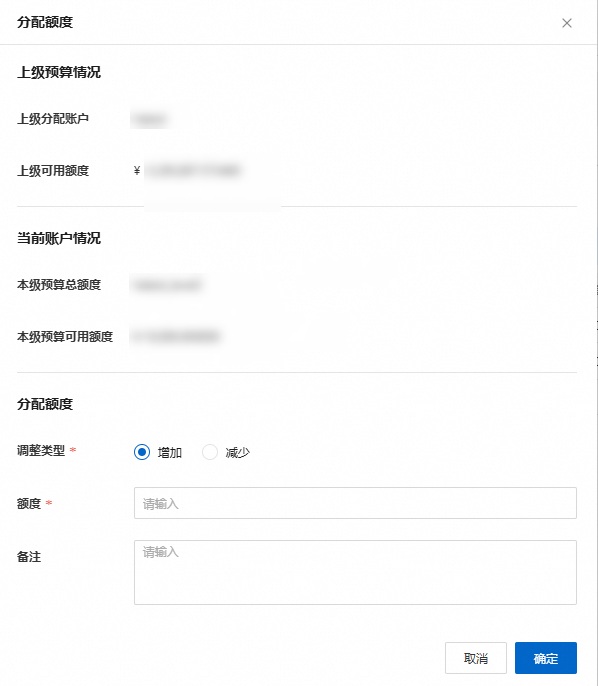 分配额度
上级预算情况
上级分配账户
上级可用额度 ¥
当前账户情况
本级预算总额度
本级预算可用额度
分配额度
调整类型 * 增加 减少
额度 * 请输入
备注 请输入
取消 确定